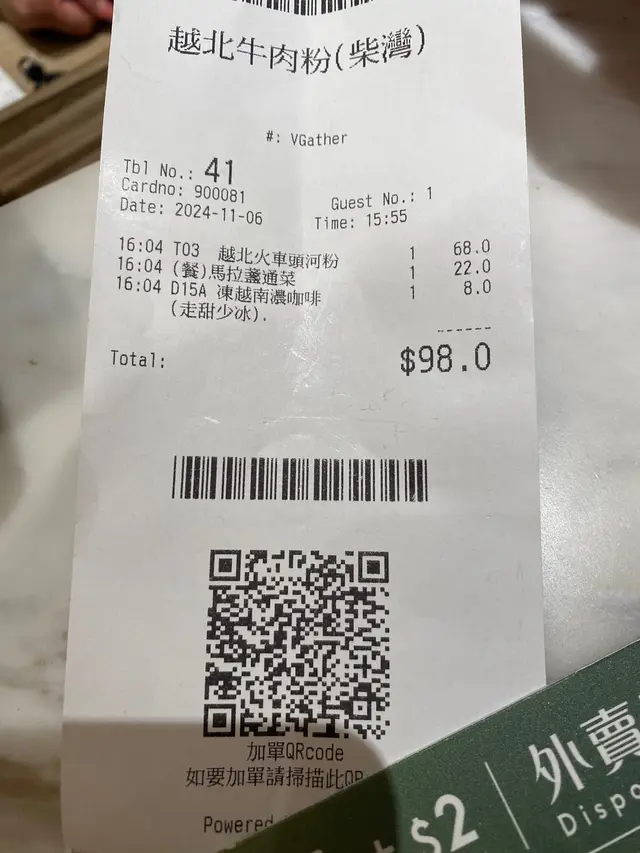 越北牛肉粉(柴灣)
#: VGather
Tbl No.: 41
Cardno: 900081
Guest No.: 1
Date: 2024-11-06
Time: 15:55
16:04 T03 越北火車頭河粉 1 68.0
16:04 (餐)馬拉盞通菜 1 22.0
16:04 D15A 凍越南濃咖啡 1 8.0
(走甜少冰).
Total: $98.0
加單QRcode
如要加單請掃描此QR
Powered
$2
外賣
Dispo